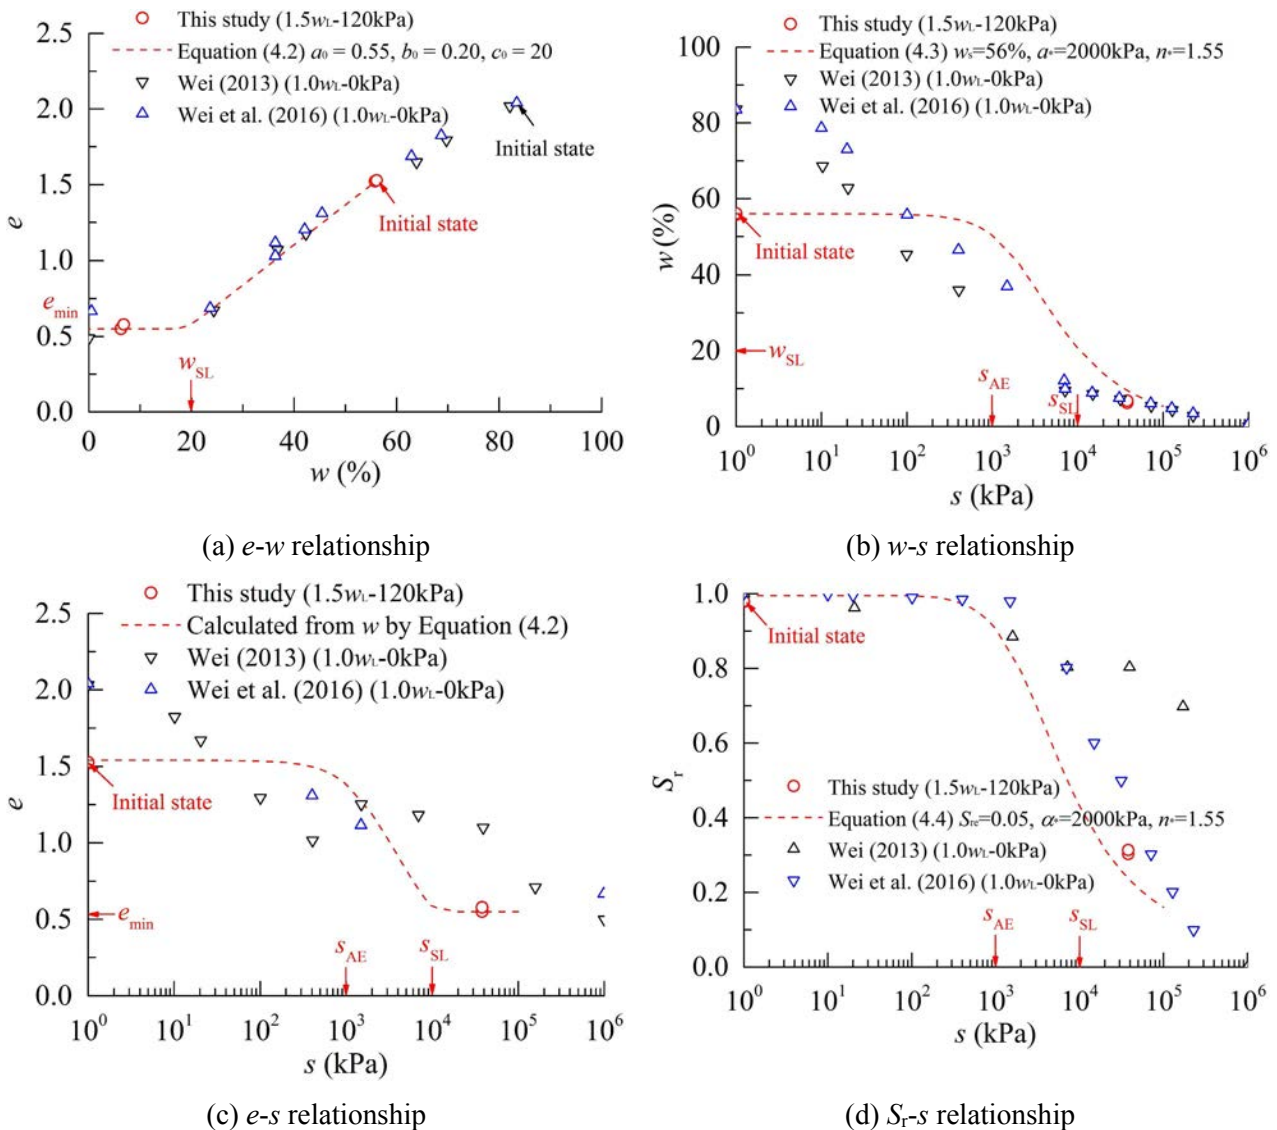 This study (1.5wL-120kPa)
Equation (4.2) a₀ = 0.55, b₀ = 0.20, c₀ = 20
Wei (2013) (1.0wL-0kPa)
Wei et al. (2016) (1.0wL-0kPa)
2.5
2.0
1.5
1.0
0.5
0.0
e
emin
wSL
Initial state
Initial state
0 20 40 60 80 100
w (%)
(a) e-w relationship
This study (1.5wL-120kPa)
Equation (4.3) ws=56%, a*=2000kPa, n*=1.55
Wei (2013) (1.0wL-0kPa)
Wei et al. (2016) (1.0wL-0kPa)
100
80
60
40
20
0
w (%)
Initial state
wSL
sAE
sSL
10⁰ 10¹ 10² 10³ 10⁴ 10⁵ 10⁶
s (kPa)
(b) w-s relationship
This study (1.5wL-120kPa)
Calculated from w by Equation (4.2)
Wei (2013) (1.0wL-0kPa)
Wei et al. (2016) (1.0wL-0kPa)
2.5
2.0
1.5
1.0
0.5
0.0
e
Initial state
emin
sAE
sSL
10⁰ 10¹ 10² 10³ 10⁴ 10⁵ 10⁶
s (kPa)
(c) e-s relationship
1.0
0.8
0.6
0.4
0.2
0.0
Sr
Initial state
This study (1.5wL-120kPa)
Equation (4.4) Sre=0.05, α*=2000kPa, n*=1.55
Wei (2013) (1.0wL-0kPa)
Wei et al. (2016) (1.0wL-0kPa)
sAE
sSL
10⁰ 10¹ 10² 10³ 10⁴ 10⁵ 10⁶
s (kPa)
(d) Sr-s relationship